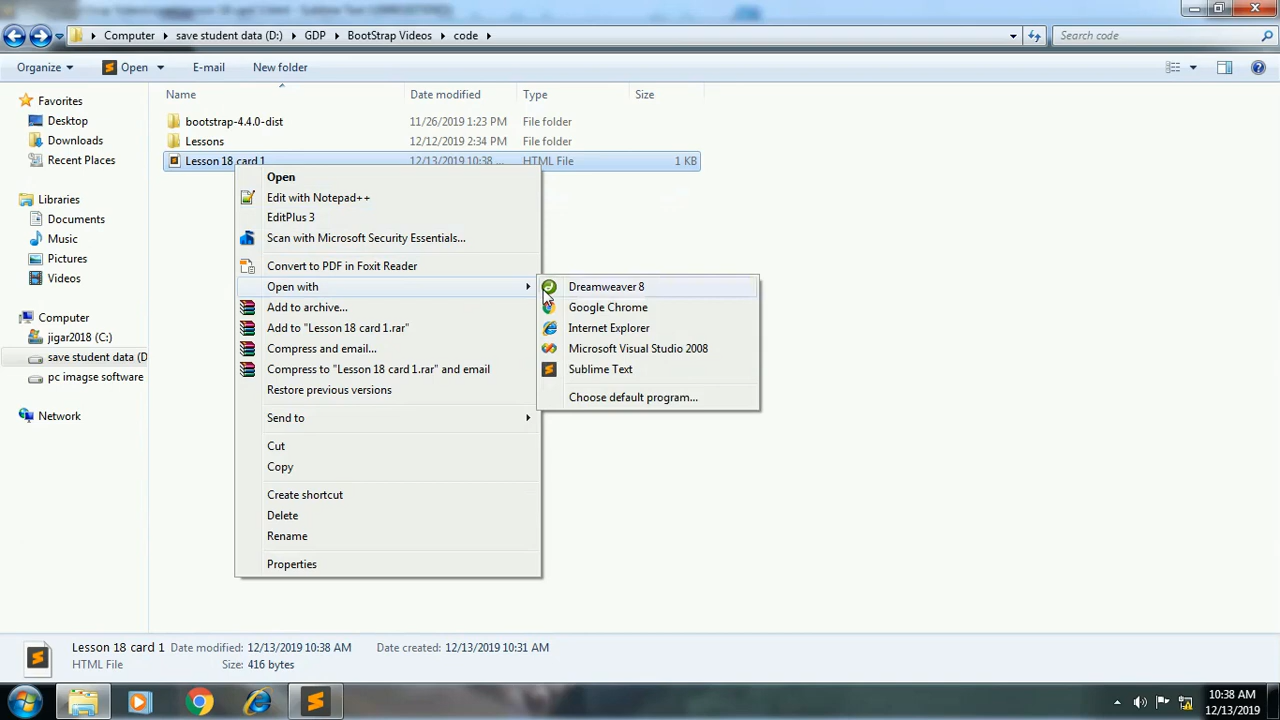 Computer ▸ save student data (D:) ▸ GDP ▸ BootStrap Videos ▸ code ▸
Search code
Organize
Open
E-mail
New folder
Name
Date modified
Type
Size
Favorites
Desktop
Downloads
Recent Places
Libraries
Documents
Music
Pictures
Videos
Computer
jigar2018 (C:)
save student data (D
pc imagse software
Network
bootstrap-4.4.0-dist 11/26/2019 1:23 PM File folder
Lessons 12/12/2019 2:34 PM File folder
Lesson 18 card 1 12/13/2019 10:38 ... HTML File 1 KB
Open
Edit with Notepad++
EditPlus 3
Scan with Microsoft Security Essentials...
Convert to PDF in Foxit Reader
Open with
Add to archive...
Add to "Lesson 18 card 1.rar"
Compress and email...
Compress to "Lesson 18 card 1.rar" and email
Restore previous versions
Send to
Cut
Copy
Create shortcut
Delete
Rename
Properties
Dreamweaver 8
Google Chrome
Internet Explorer
Microsoft Visual Studio 2008
Sublime Text
Choose default program...
Lesson 18 card 1 Date modified: 12/13/2019 10:38 AM Date created: 12/13/2019 10:31 AM
HTML File Size: 416 bytes
10:38 AM
12/13/2019